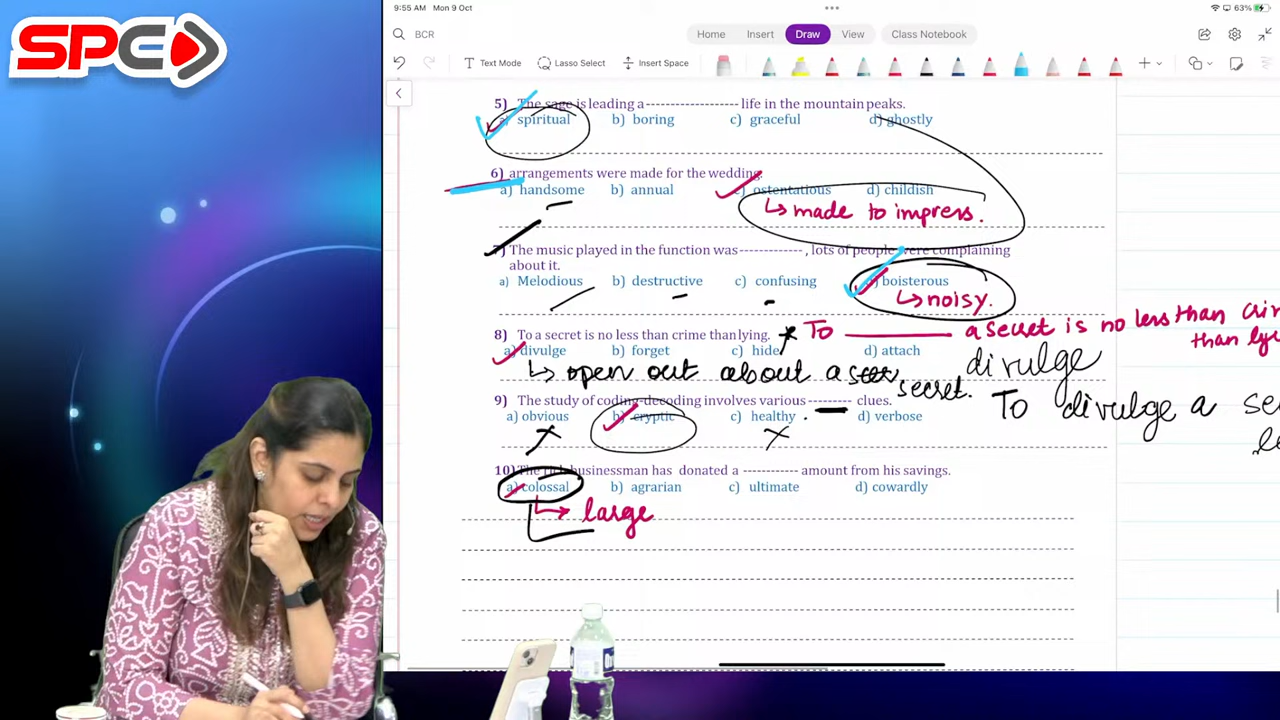 SPE
9:55 AM Mon 9 Oct
63%
BCR
Home Insert Draw View Class Notebook
Text Mode Lasso Select Insert Space
5) The sage is leading a------------------ life in the mountain peaks.
a) spiritual b) boring c) graceful d) ghostly
6) arrangements were made for the wedding.
a) handsome b) annual c) ostentatious d) childish
made to impress.
7) The music played in the function was------------, lots of people were complaining
about it.
a) Melodious b) destructive c) confusing d) boisterous
noisy.
8) To a secret is no less than crime than lying.
To ________ a secret is no less than cri
than ly
a) divulge b) forget c) hide d) attach
open out about a secret.
divulge
9) The study of coding-decoding involves various -------- clues.
To divulge a se
a) obvious b) cryptic c) healthy d) verbose
le
10) The rich businessman has donated a ----------- amount from his savings.
a) colossal b) agrarian c) ultimate d) cowardly
large